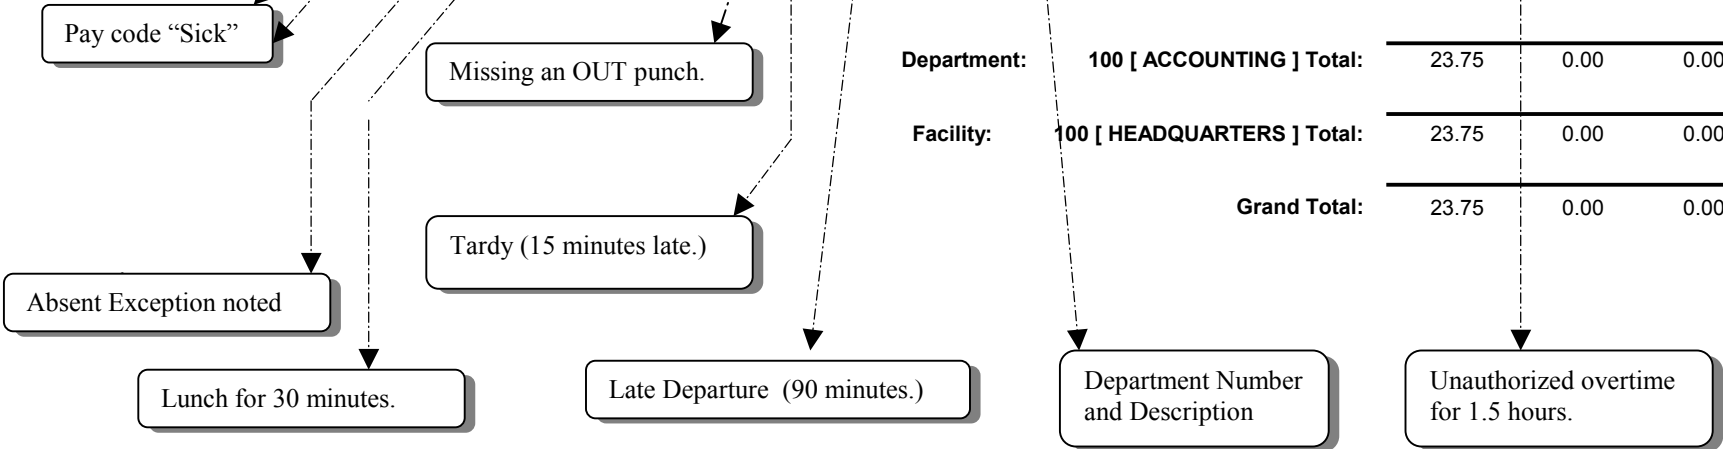 Pay code “Sick”
Missing an OUT punch.
Department: 100 [ ACCOUNTING ] Total: 23.75 0.00 0.00
Facility: 100 [ HEADQUARTERS ] Total: 23.75 0.00 0.00
Grand Total: 23.75 0.00 0.00
Tardy (15 minutes late.)
Absent Exception noted
Lunch for 30 minutes.
Late Departure (90 minutes.)
Department Number
and Description
Unauthorized overtime
for 1.5 hours.